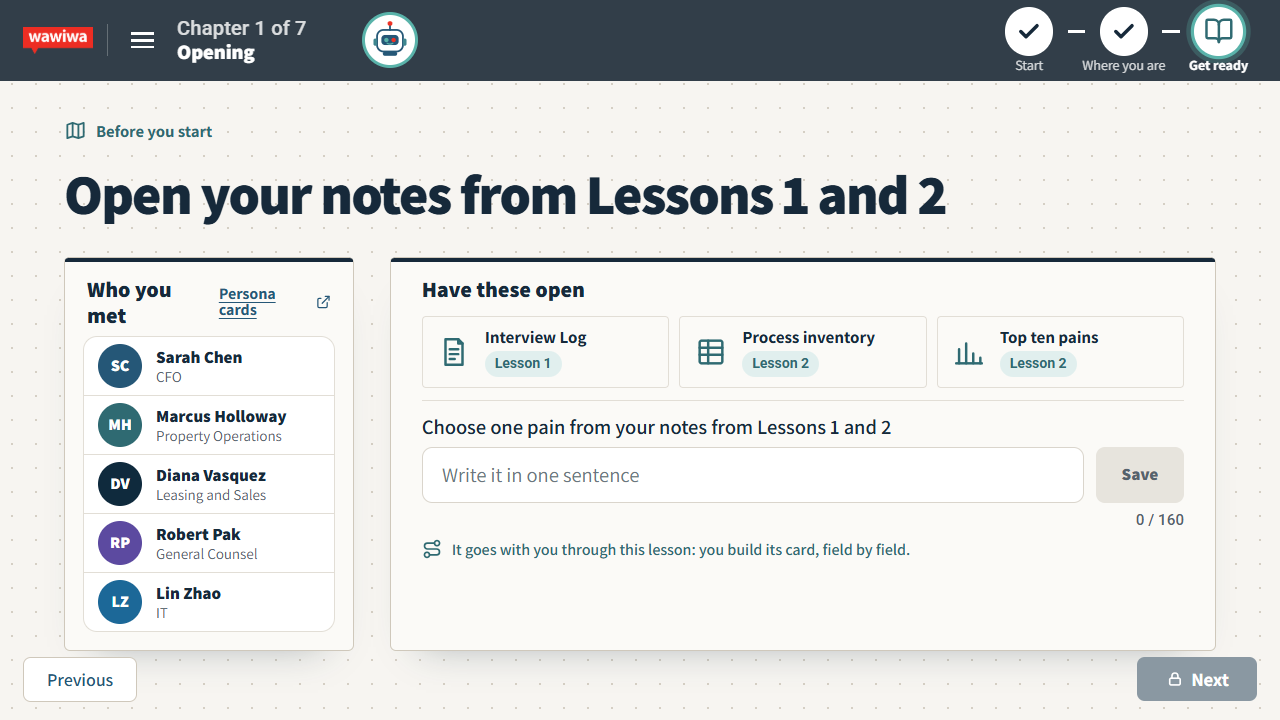 wawiwa
Chapter 1 of 7
Opening
Start
Where you are
Get ready
Before you start
Open your notes from Lessons 1 and 2
Who you met
Persona cards
SC
Sarah Chen
CFO
MH
Marcus Holloway
Property Operations
DV
Diana Vasquez
Leasing and Sales
RP
Robert Pak
General Counsel
LZ
Lin Zhao
IT
Have these open
Interview Log
Lesson 1
Process inventory
Lesson 2
Top ten pains
Lesson 2
Choose one pain from your notes from Lessons 1 and 2
Write it in one sentence
Save
0 / 160
It goes with you through this lesson: you build its card, field by field.
Previous
Next